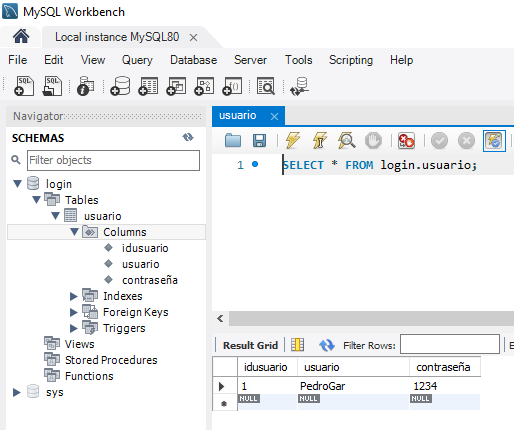 MySQL Workbench
Local instance MySQL80
File Edit View Query Database Server Tools Scripting Help
Navigator
SCHEMAS
Filter objects
login
Tables
usuario
Columns
idusuario
usuario
contraseña
Indexes
Foreign Keys
Triggers
Views
Stored Procedures
Functions
sys
usuario
1 SELECT * FROM login.usuario;
Result Grid Filter Rows: E
idusuario usuario contraseña
1 PedroGar 1234
NULL NULL NULL